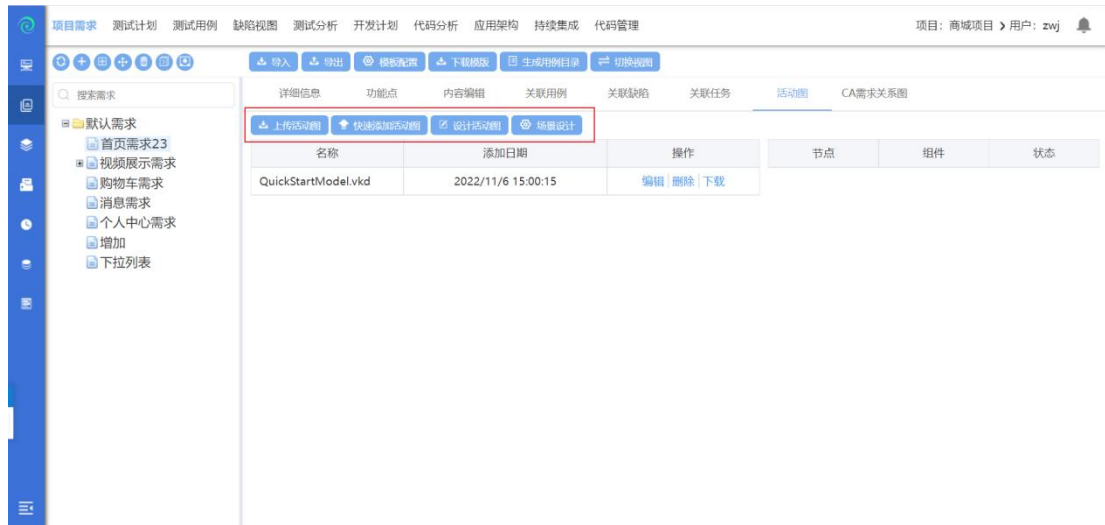 项目需求 测试计划 测试用例 缺陷视图 测试分析 开发计划 代码分析 应用架构 持续集成 代码管理 项目：商城项目 用户：zwj
导入 导出 模板配置 下载模版 生成用例目录 切换视图
搜索需求 详细信息 功能点 内容编辑 关联用例 关联缺陷 关联任务 活动图 CA需求关系图
默认需求 上传活动图 快速添加活动图 设计活动图 场景设计
首页需求23 名称 添加日期 操作 节点 组件 状态
视频展示需求
购物车需求 QuickStartModel.vkd 2022/11/6 15:00:15 编辑 删除 下载
消息需求
个人中心需求
增加
下拉列表